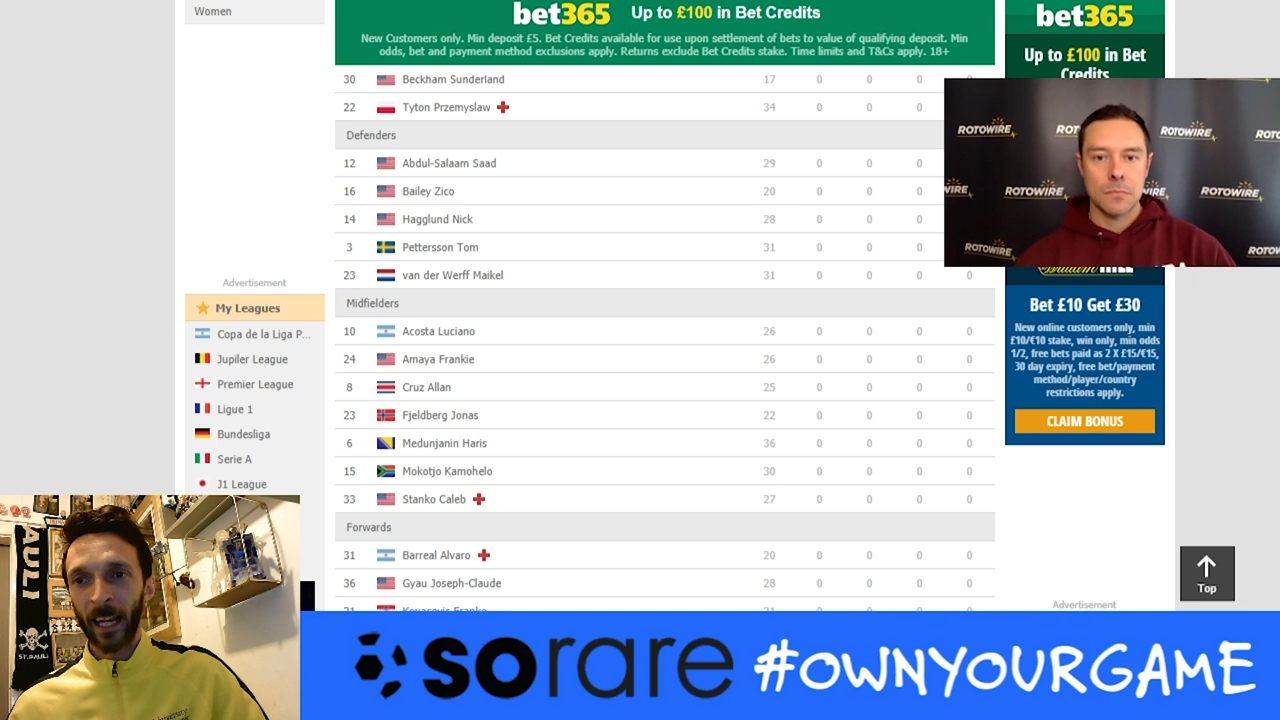 Women
bet365 Up to £100 in Bet Credits
New Customers only. Min deposit £5. Bet Credits available for use upon settlement of bets to value of qualifying deposit. Min
odds, bet and payment method exclusions apply. Returns exclude Bet Credits stake. Time limits and T&Cs apply. 18+
bet365
Up to £100 in Bet
Credits
30 Beckham Sunderland 17 0 0 0
22 Tyton Przemyslaw 34 0 0
Defenders
12 Abdul-Salaam Saad 29 0 0
16 Bailey Zico 20 0 0
14 Hagglund Nick 28 0 0
3 Pettersson Tom 31 0 0
23 van der Werff Maikel 31 0 0
Midfielders
10 Acosta Luciano 26 0 0 0
24 Amaya Frankie 26 0 0 0
8 Cruz Allan 25 0 0 0
23 Fjeldberg Jonas 22 0 0 0
6 Medunjanin Haris 36 0 0 0
15 Mokotjo Kamohelo 30 0 0 0
33 Stanko Caleb 27 0 0 0
Forwards
31 Barreal Alvaro 20 0 0 0
36 Gyau Joseph-Claude 28 0 0 0
ROTOWIRE
ROTOWIRE
ROTOWIRE
ROTOWIRE
ROTOWIRE
Bet £10 Get £30
New online customers only, min
£10/€10 stake, win only, min odds
1/2, free bets paid as 2 X £15/€15,
30 day expiry, free bet/payment
method/player/country
restrictions apply.
CLAIM BONUS
Advertisement
My Leagues
Copa de la Liga P...
Jupiler League
Premier League
Ligue 1
Bundesliga
Serie A
J1 League
Top
Advertisement
AULI
ST. PAULI
sorare #OWNYOURGAME